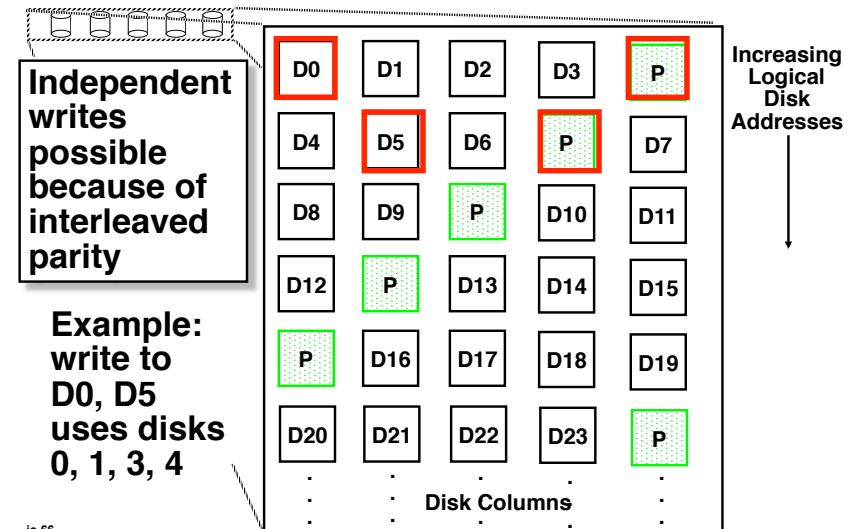 Independent
writes
possible
because of
interleaved
parity
Example:
write to
D0, D5
uses disks
0, 1, 3, 4
D0 D1 D2 D3 P
D4 D5 D6 P D7
D8 D9 P D10 D11
D12 P D13 D14 D15
P D16 D17 D18 D19
D20 D21 D22 D23 P
Disk Columns
Increasing
Logical
Disk
Addresses